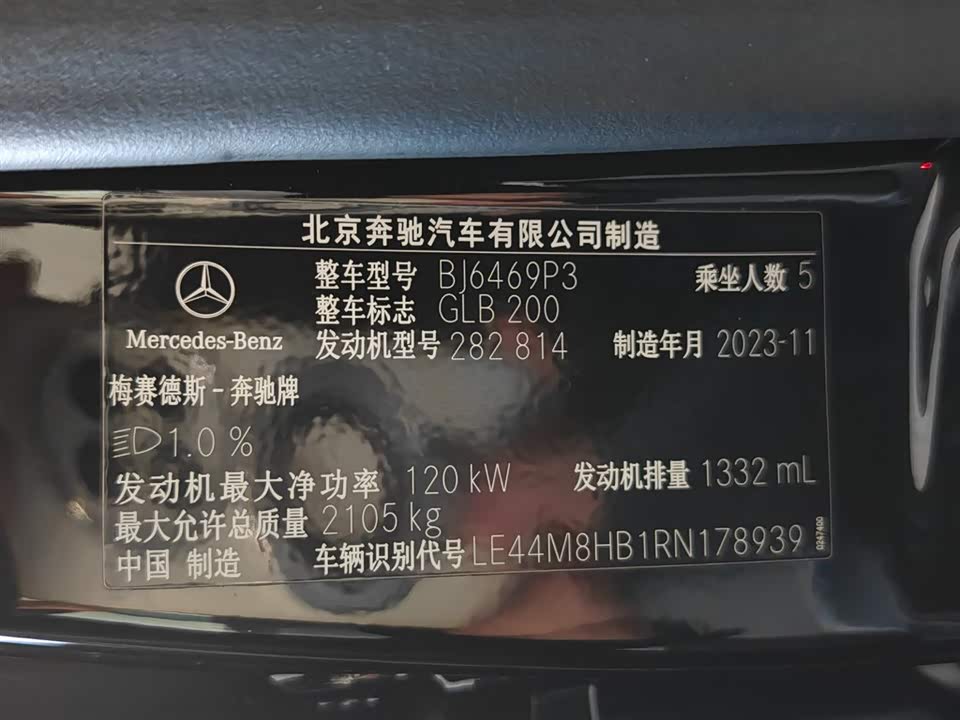 北京奔驰汽车有限公司制造
整车型号 BJ6469P3 乘坐人数 5
整车标志 GLB 200
Mercedes-Benz 发动机型号 282 814 制造年月 2023-11
梅赛德斯-奔驰牌
1.0 %
发动机最大净功率 120 kW 发动机排量 1332 mL
最大允许总质量 2105 kg
中国 制造 车辆识别代号 LE44M8HB1RN178939
0247400